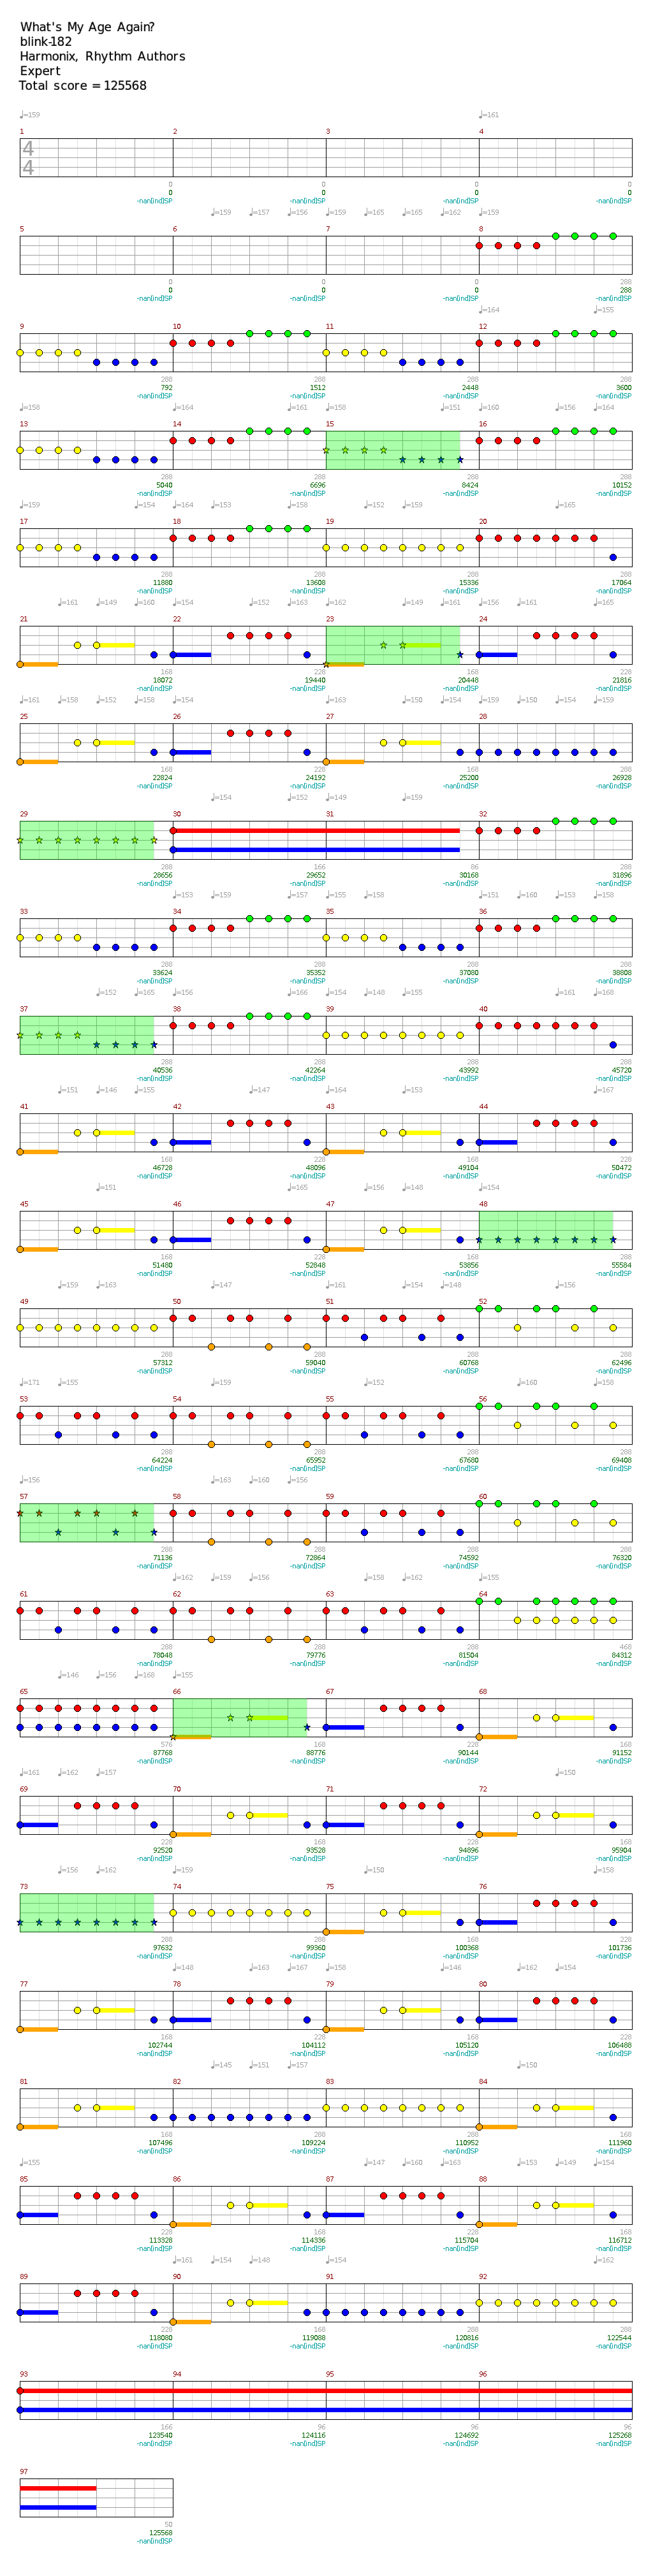 What's My Age Again?
blink-182
Harmonix, Rhythm Authors
Expert
Total score = 125568
♩=159 ♩=161
1 2 3 4
4
4
0 0 0 0
0 0 0 0
-nan(ind)SP -nan(ind)SP -nan(ind)SP -nan(ind)SP
♩=159 ♩=157 ♩=156 ♩=159 ♩=165 ♩=165 ♩=162 ♩=159
5 6 7 8
0 0 0 288
0 0 0 288
-nan(ind)SP -nan(ind)SP -nan(ind)SP -nan(ind)SP
♩=164 ♩=155
9 10 11 12
288 288 288 288
792 1512 2448 3600
-nan(ind)SP -nan(ind)SP -nan(ind)SP -nan(ind)SP
♩=158 ♩=164 ♩=161 ♩=158 ♩=151 ♩=160 ♩=156 ♩=164
13 14 15 16
288 288 288 288
5040 6696 8424 10152
-nan(ind)SP -nan(ind)SP -nan(ind)SP -nan(ind)SP
♩=159 ♩=154 ♩=164 ♩=153 ♩=158 ♩=152 ♩=159 ♩=165
17 18 19 20
288 288 288 288
11880 13608 15336 17064
-nan(ind)SP -nan(ind)SP -nan(ind)SP -nan(ind)SP
♩=161 ♩=149 ♩=160 ♩=154 ♩=152 ♩=163 ♩=162 ♩=149 ♩=161 ♩=156 ♩=161 ♩=165
21 22 23 24
168 228 168 228
18072 19440 20448 21816
-nan(ind)SP -nan(ind)SP -nan(ind)SP -nan(ind)SP
♩=161 ♩=158 ♩=152 ♩=158 ♩=154 ♩=163 ♩=150 ♩=154 ♩=159 ♩=158 ♩=154 ♩=159
25 26 27 28
168 228 168 288
22824 24192 25200 26928
-nan(ind)SP -nan(ind)SP -nan(ind)SP -nan(ind)SP
♩=154 ♩=152 ♩=149 ♩=159
29 30 31 32
288 166 86 288
28656 29652 30168 31896
-nan(ind)SP -nan(ind)SP -nan(ind)SP -nan(ind)SP
♩=153 ♩=159 ♩=157 ♩=155 ♩=158 ♩=151 ♩=160 ♩=153 ♩=158
33 34 35 36
288 288 288 288
33624 35352 37080 38808
-nan(ind)SP -nan(ind)SP -nan(ind)SP -nan(ind)SP
♩=152 ♩=165 ♩=156 ♩=166 ♩=154 ♩=148 ♩=155 ♩=161 ♩=168
37 38 39 40
288 288 288 288
40536 42264 43992 45720
-nan(ind)SP -nan(ind)SP -nan(ind)SP -nan(ind)SP
♩=151 ♩=146 ♩=155 ♩=147 ♩=164 ♩=153 ♩=167
41 42 43 44
168 228 168 228
46728 48096 49104 50472
-nan(ind)SP -nan(ind)SP -nan(ind)SP -nan(ind)SP
♩=151 ♩=165 ♩=156 ♩=148 ♩=154
45 46 47 48
168 228 168 288
51480 52848 53856 55584
-nan(ind)SP -nan(ind)SP -nan(ind)SP -nan(ind)SP
♩=159 ♩=163 ♩=147 ♩=161 ♩=154 ♩=148 ♩=156
49 50 51 52
288 288 288 288
57312 59040 60768 62496
-nan(ind)SP -nan(ind)SP -nan(ind)SP -nan(ind)SP
♩=171 ♩=155 ♩=159 ♩=152 ♩=160 ♩=158
53 54 55 56
288 288 288 288
64224 65952 67680 69408
-nan(ind)SP -nan(ind)SP -nan(ind)SP -nan(ind)SP
♩=156 ♩=163 ♩=160 ♩=156
57 58 59 60
288 288 288 288
71136 72864 74592 76320
-nan(ind)SP -nan(ind)SP -nan(ind)SP -nan(ind)SP
♩=162 ♩=159 ♩=156 ♩=158 ♩=162 ♩=155
61 62 63 64
288 288 288 468
78048 79776 81504 84312
-nan(ind)SP -nan(ind)SP -nan(ind)SP -nan(ind)SP
♩=146 ♩=156 ♩=168 ♩=155
65 66 67 68
576 168 228 168
87768 88776 90144 91152
-nan(ind)SP -nan(ind)SP -nan(ind)SP -nan(ind)SP
♩=161 ♩=162 ♩=157 ♩=150
69 70 71 72
228 168 228 168
92520 93528 94896 95904
-nan(ind)SP -nan(ind)SP -nan(ind)SP -nan(ind)SP
♩=156 ♩=162 ♩=159 ♩=150 ♩=158
73 74 75 76
288 288 168 228
97632 99360 100368 101736
-nan(ind)SP -nan(ind)SP -nan(ind)SP -nan(ind)SP
♩=148 ♩=163 ♩=167 ♩=158 ♩=146 ♩=162 ♩=154
77 78 79 80
168 228 168 228
102744 104112 105120 106488
-nan(ind)SP -nan(ind)SP -nan(ind)SP -nan(ind)SP
♩=145 ♩=151 ♩=157 ♩=150
81 82 83 84
168 288 288 168
107496 109224 110952 111960
-nan(ind)SP -nan(ind)SP -nan(ind)SP -nan(ind)SP
♩=155 ♩=147 ♩=160 ♩=163 ♩=153 ♩=149 ♩=154
85 86 87 88
228 168 228 168
113328 114336 115704 116712
-nan(ind)SP -nan(ind)SP -nan(ind)SP -nan(ind)SP
♩=161 ♩=154 ♩=148 ♩=154 ♩=162
89 90 91 92
228 168 288 288
118080 119088 120816 122544
-nan(ind)SP -nan(ind)SP -nan(ind)SP -nan(ind)SP
93 94 95 96
166 96 96 96
123540 124116 124692 125268
-nan(ind)SP -nan(ind)SP -nan(ind)SP -nan(ind)SP
97
50
125568
-nan(ind)SP